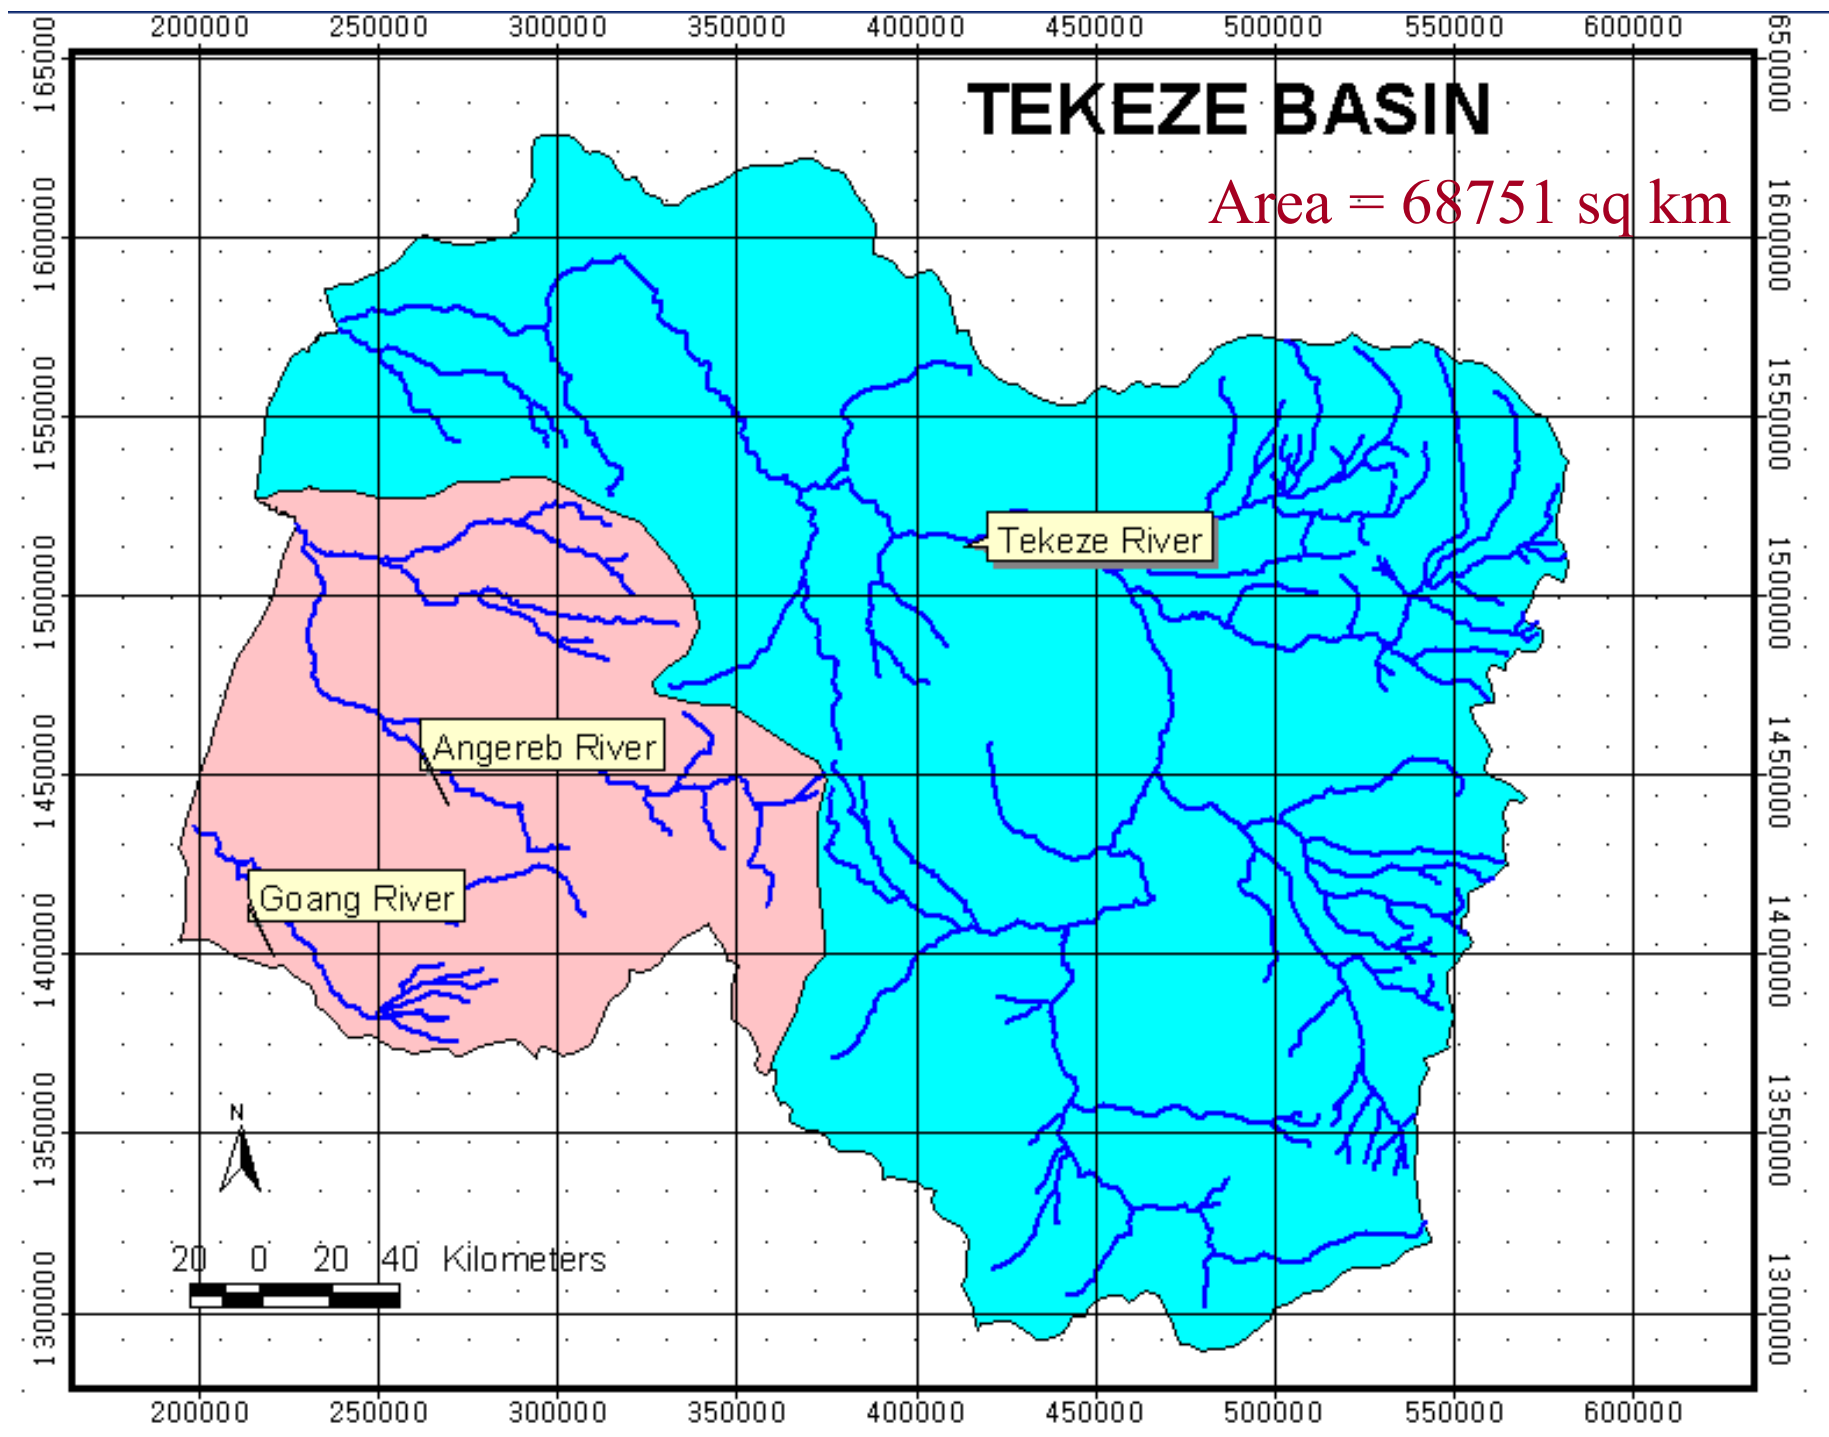 200000 250000 300000 350000 400000 450000 500000 550000 600000
TEKEZE BASIN
Area = 68751 sq km
1650000
1600000
1550000
1500000
1450000
1400000
1350000
1300000
650000
1600000
1550000
1500000
1450000
1400000
1350000
1300000
Tekeze River
Angereb River
Goang River
N
20 0 20 40 Kilometers
200000 250000 300000 350000 400000 450000 500000 550000 600000